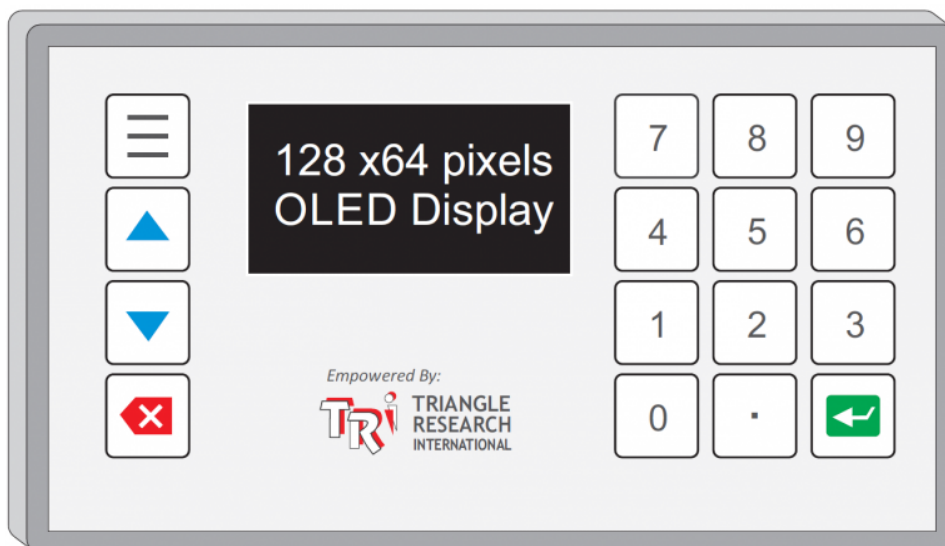 128 x64 pixels
OLED Display
7 8 9
4 5 6
1 2 3
0 .
Empowered By:
TRi TRIANGLE
RESEARCH
INTERNATIONAL